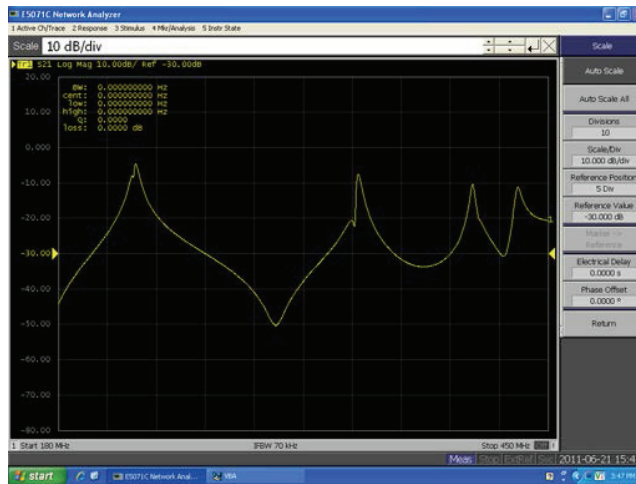 E5071C Network Analyzer
1 Active Ch/Trace 2 Response 3 Stimulus 4 Mkr/Analysis 5 Instr State
Scale 10 dB/div
Scale
Tr1 S21 Log Mag 10.00dB/ Ref -30.00dB
20.00
BW: 0.000000000 Hz
cent: 0.000000000 Hz
low: 0.000000000 Hz
high: 0.000000000 Hz
Q: 0.0000
loss: 0.0000 dB
10.00
0.000
-10.00
-20.00
-30.00
-40.00
-50.00
-60.00
-70.00
-80.00
1
Auto Scale
Auto Scale All
Divisions
10
Scale/Div
10.000 dB/div
Reference Position
5 Div
Reference Value
-30.000 dB
Marker ->
Reference
Electrical Delay
0.0000 s
Phase Offset
0.0000 °
Return
1 Start 180 MHz
IFBW 70 kHz
Stop 450 MHz
Meas Stop ExtRef Svc 2011-06-21 15:4
start
E5071C Network Anal...
VBA
3:47 PM